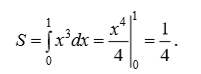 S = ∫₀¹ x³dx = x⁴/4 |₀¹ = 1/4.